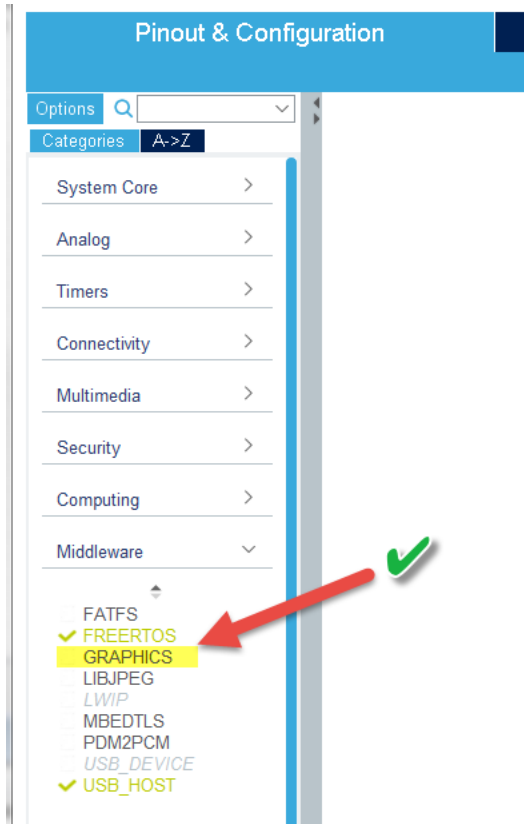 Pinout & Configuration
Options
Categories A->Z
System Core
Analog
Timers
Connectivity
Multimedia
Security
Computing
Middleware
FATFS
FREERTOS
GRAPHICS
LIBJPEG
LWIP
MBEDTLS
PDM2PCM
USB_DEVICE
USB_HOST